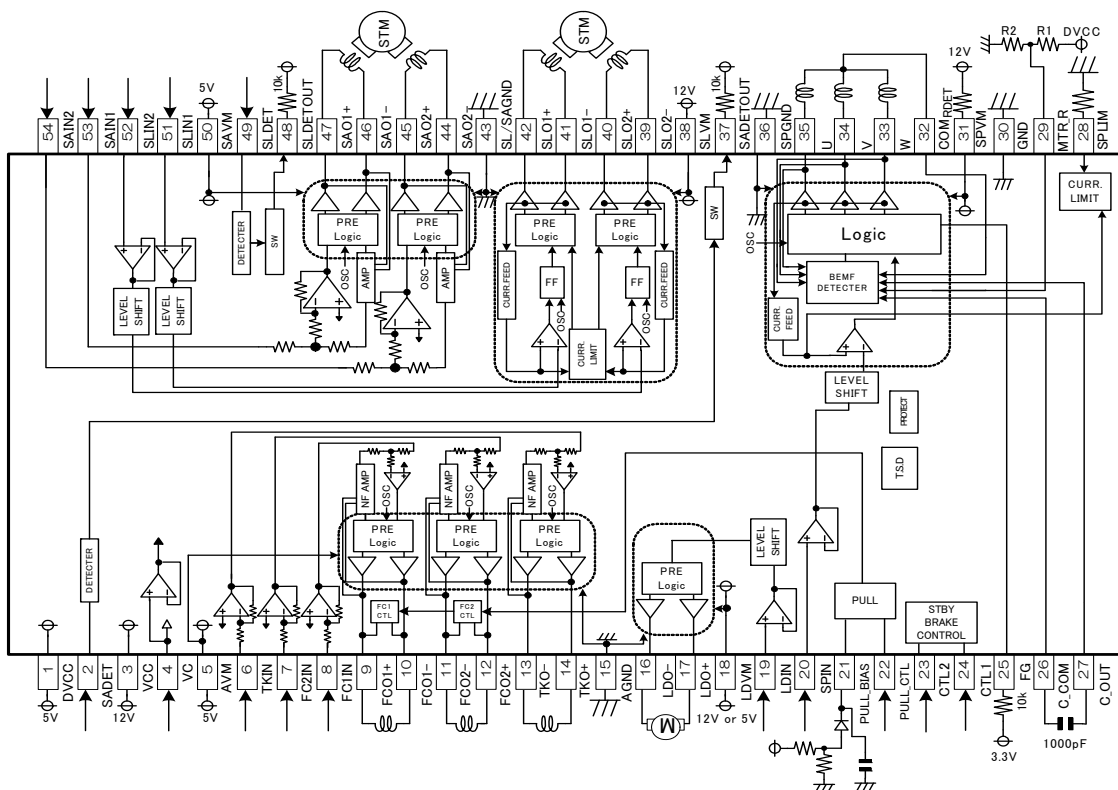 STM
STM
R2
R1
DVCC
5V
10k
12V
10k
12V
RDET
54
SAIN2
53
SAIN1
52
SLIN2
51
SLIN1
50
SAVM
49
SLDET
48
SLDETOUT
47
SAO1+
46
SAO1-
45
SAO2+
44
SAO2-
43
SL/SAGND
42
SLO1+
41
SLO1-
40
SLO2+
39
SLO2-
38
SLVM
37
SADETOUT
36
SPGND
35
U
34
V
33
W
32
COM
31
SPVM
30
GND
29
MTR.R
28
SPLIM
DETECTER
SW
PRE
Logic
PRE
Logic
PRE
Logic
PRE
Logic
SW
OSC
Logic
CURR.
LIMIT
LEVEL
SHIFT
LEVEL
SHIFT
OSC
AMP
OSC
AMP
CURR.FEED
FF
OSC
CURR.
LIMIT
FF
OSC
CURR.FEED
BEMF
DETECTER
CURR.
FEED
LEVEL
SHIFT
PROTECT
T.S.D
NF AMP
OSC
NF AMP
OSC
NF AMP
OSC
PRE
Logic
PRE
Logic
PRE
Logic
PRE
Logic
LEVEL
SHIFT
DETECTER
FC1
CTL
FC2
CTL
PULL
STBY
BRAKE
CONTROL
1
DVCC
2
SADET
3
VCC
4
VC
5
AVM
6
TKIN
7
FC2IN
8
FC1IN
9
FCO1+
10
FCO1-
11
FCO2-
12
FCO2+
13
TKO-
14
TKO+
15
AGND
16
LDO-
17
LDO+
18
LDVM
19
LDIN
20
SPIN
21
PULL_BIAS
22
PULL_CTL
23
CTL2
24
CTL1
25
FG
26
C_COM
27
C_OUT
5V
12V
5V
M
12V or 5V
10k
3.3V
1000pF